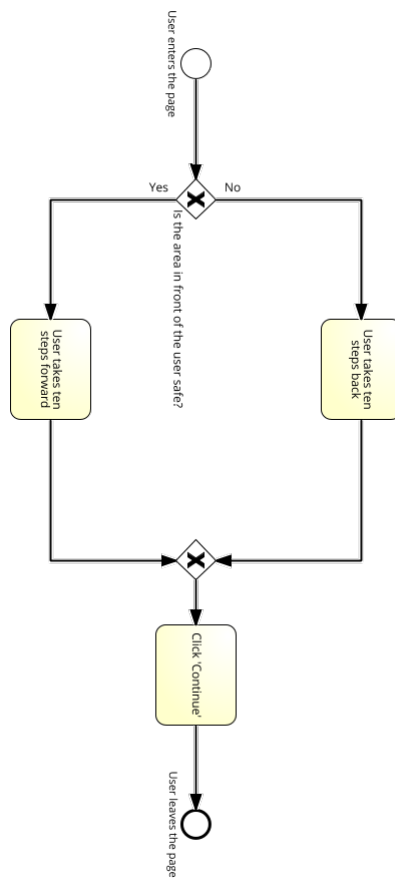 User enters the page
Yes
No
Is the area in front of the user safe?
User takes ten
steps forward
User takes ten
steps back
Click 'Continue'
User leaves the page